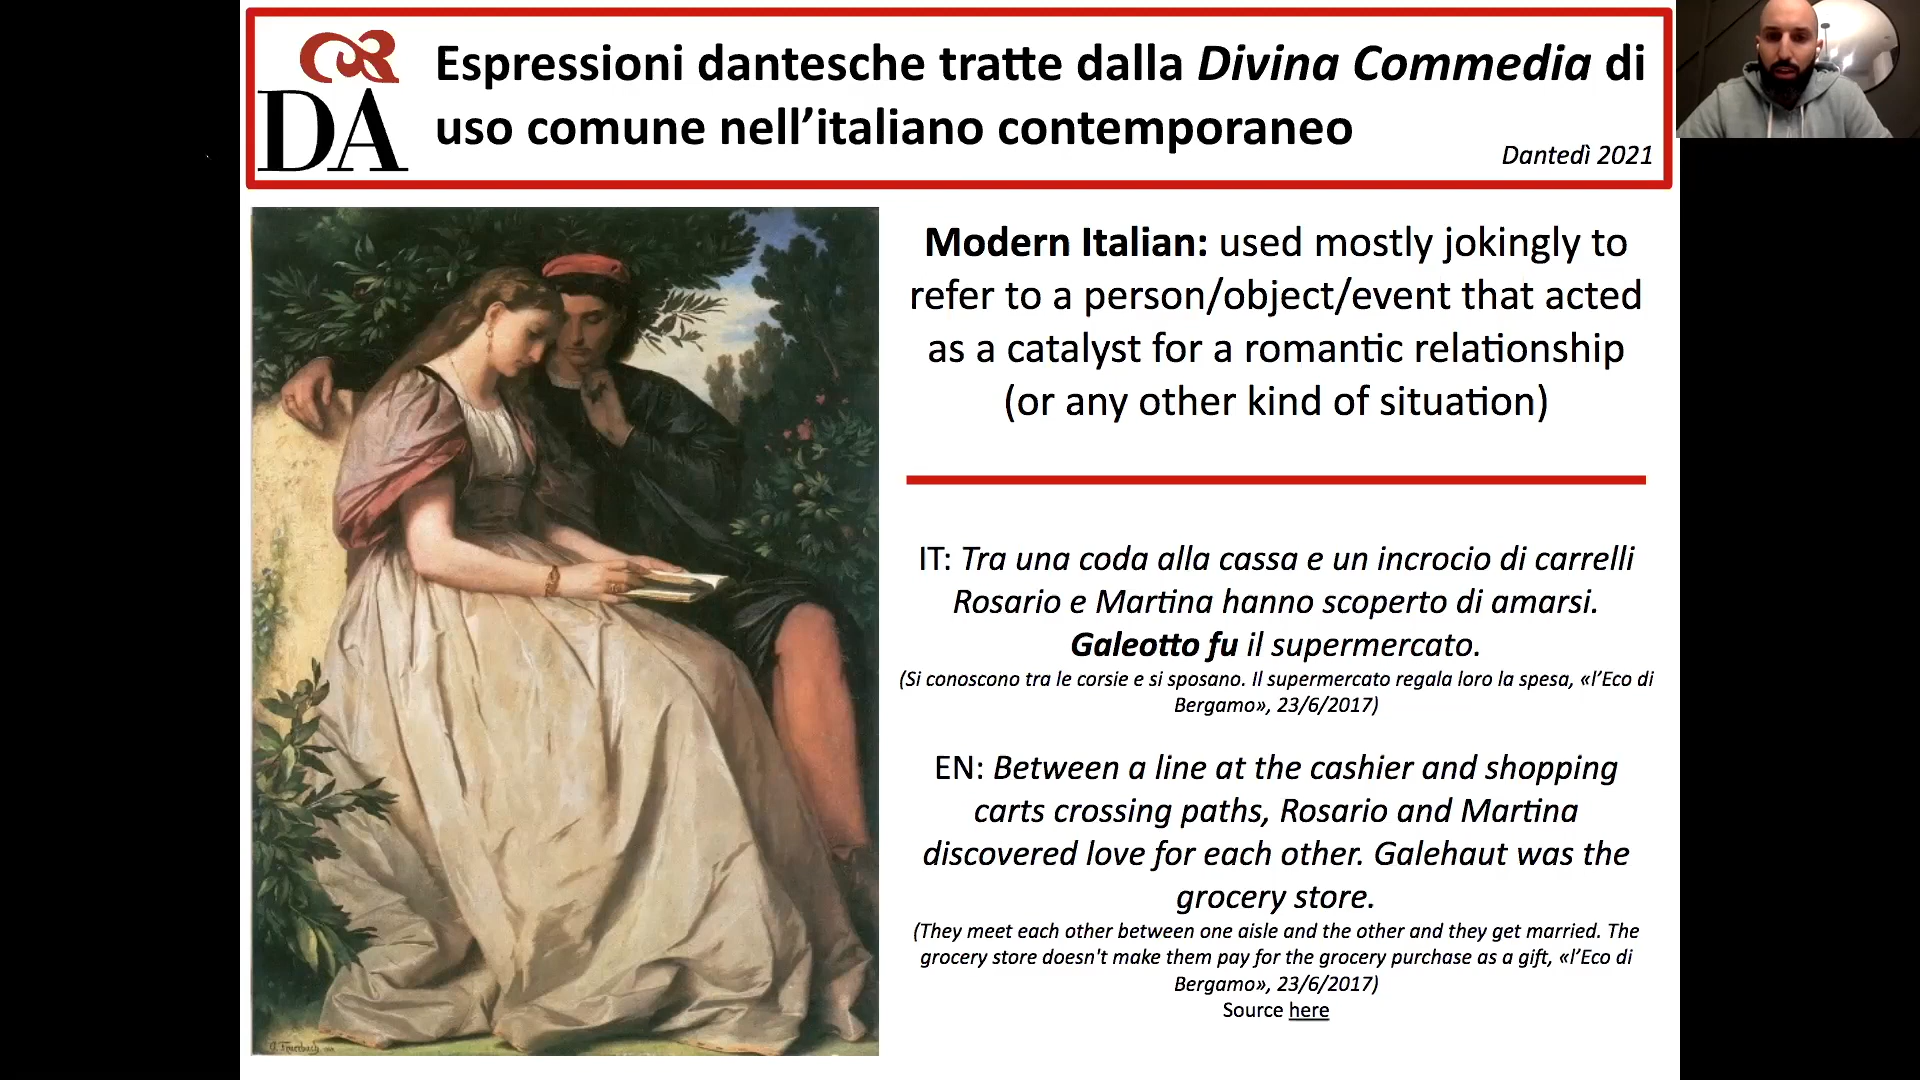 DA
Espressioni dantesche tratte dalla Divina Commedia di
uso comune nell’italiano contemporaneo
Dantedì 2021
Modern Italian: used mostly jokingly to
refer to a person/object/event that acted
as a catalyst for a romantic relationship
(or any other kind of situation)
IT: Tra una coda alla cassa e un incrocio di carrelli
Rosario e Martina hanno scoperto di amarsi.
Galeotto fu il supermercato.
(Si conoscono tra le corsie e si sposano. Il supermercato regala loro la spesa, «l’Eco di
Bergamo», 23/6/2017)
EN: Between a line at the cashier and shopping
carts crossing paths, Rosario and Martina
discovered love for each other. Galehaut was the
grocery store.
(They meet each other between one aisle and the other and they get married. The
grocery store doesn't make them pay for the grocery purchase as a gift, «l’Eco di
Bergamo», 23/6/2017)
Source here